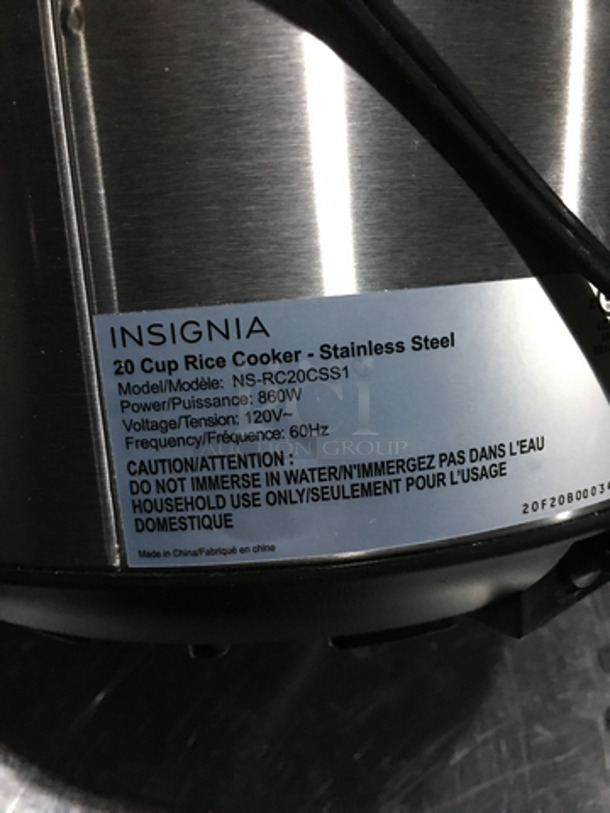 INSIGNIA
20 Cup Rice Cooker - Stainless Steel
Model/Modèle: NS-RC20CSS1
Power/Puissance: 860W
Voltage/Tension: 120V~
Frequency/Fréquence: 60Hz
CAUTION/ATTENTION :
DO NOT IMMERSE IN WATER/N'IMMERGEZ PAS DANS L'EAU
HOUSEHOLD USE ONLY/SEULEMENT POUR L'USAGE
DOMESTIQUE
Made in China/Fabriqué en chine
AUCTION GROUP